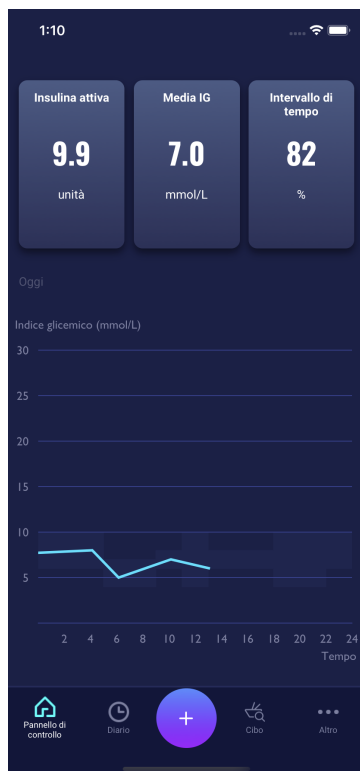 1:10
Insulina attiva
9.9
unità
Media IG
7.0
mmol/L
Intervallo di
tempo
82
%
Oggi
Indice glicemico (mmol/L)
30
25
20
15
10
5
2 4 6 8 10 12 14 16 18 20 22 24
Tempo
Pannello di
controllo
Diario
+
Cibo
Altro